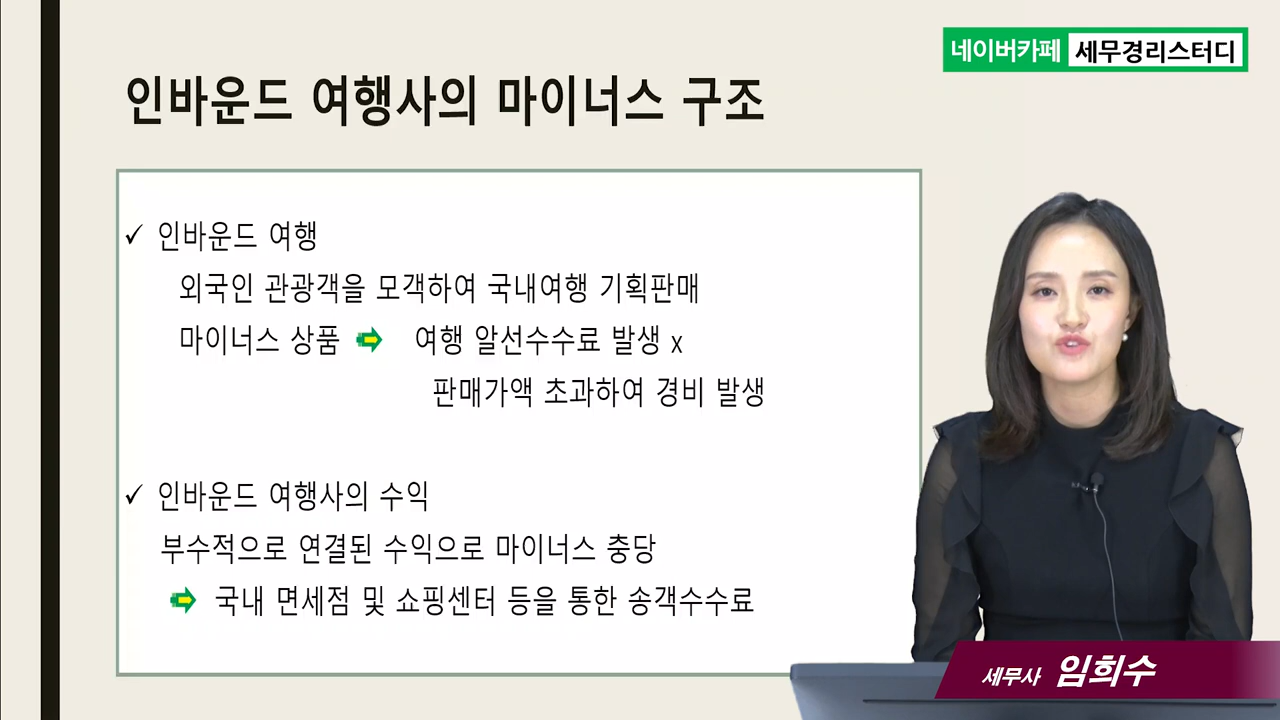 네이버카페 세무경리스터디
인바운드 여행사의 마이너스 구조
✓ 인바운드 여행
외국인 관광객을 모객하여 국내여행 기획판매
마이너스 상품 ➡ 여행 알선수수료 발생 x
판매가액 초과하여 경비 발생
✓ 인바운드 여행사의 수익
부수적으로 연결된 수익으로 마이너스 충당
➡ 국내 면세점 및 쇼핑센터 등을 통한 송객수수료
세무사 임희수